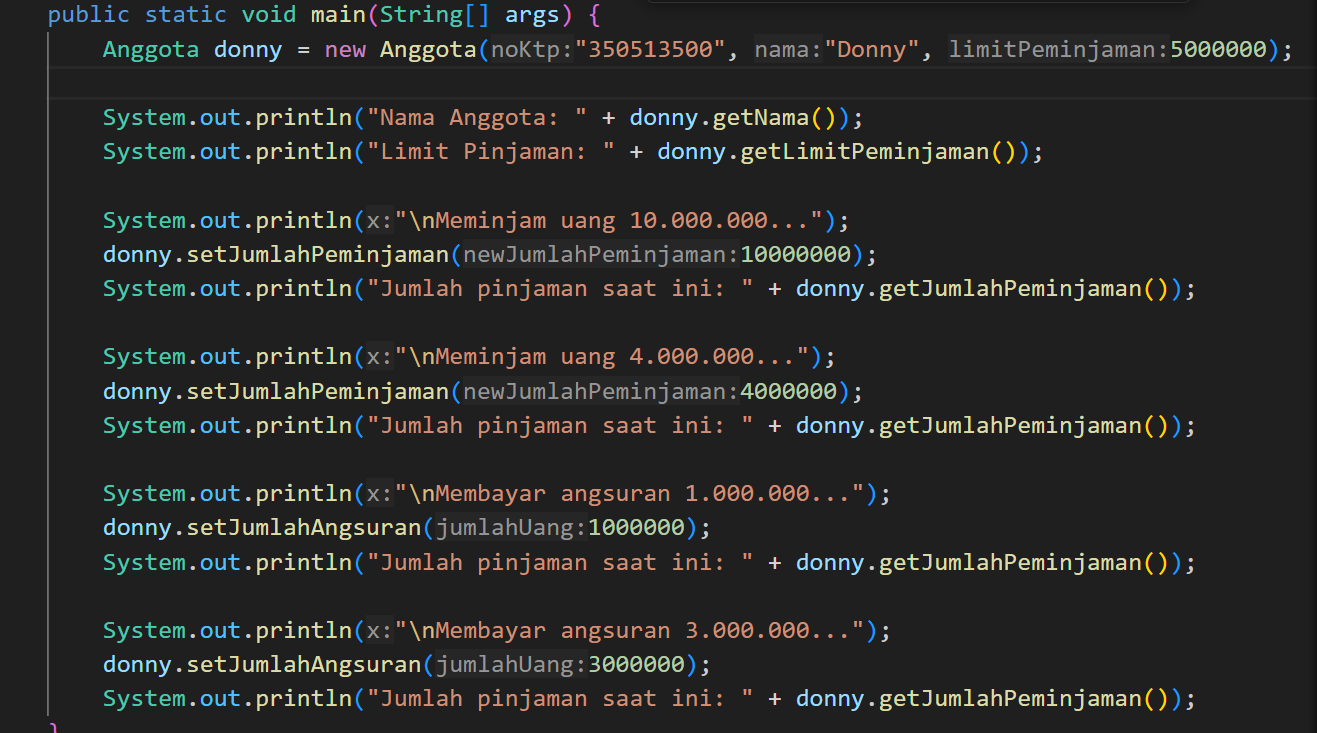 public static void main(String[] args) {
    Anggota donny = new Anggota(noKtp:"350513500", nama:"Donny", limitPeminjaman:5000000);

    System.out.println("Nama Anggota: " + donny.getNama());
    System.out.println("Limit Pinjaman: " + donny.getLimitPeminjaman());

    System.out.println(x:"\nMeminjam uang 10.000.000...");
    donny.setJumlahPeminjaman(newJumlahPeminjaman:10000000);
    System.out.println("Jumlah pinjaman saat ini: " + donny.getJumlahPeminjaman());

    System.out.println(x:"\nMeminjam uang 4.000.000...");
    donny.setJumlahPeminjaman(newJumlahPeminjaman:4000000);
    System.out.println("Jumlah pinjaman saat ini: " + donny.getJumlahPeminjaman());

    System.out.println(x:"\nMembayar angsuran 1.000.000...");
    donny.setJumlahAngsuran(jumlahUang:1000000);
    System.out.println("Jumlah pinjaman saat ini: " + donny.getJumlahPeminjaman());

    System.out.println(x:"\nMembayar angsuran 3.000.000...");
    donny.setJumlahAngsuran(jumlahUang:3000000);
    System.out.println("Jumlah pinjaman saat ini: " + donny.getJumlahPeminjaman());
}